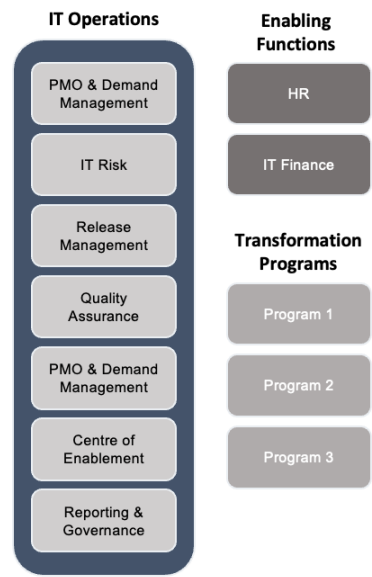 IT Operations
PMO & Demand
Management
IT Risk
Release
Management
Quality
Assurance
PMO & Demand
Management
Centre of
Enablement
Reporting &
Governance
Enabling
Functions
HR
IT Finance
Transformation
Programs
Program 1
Program 2
Program 3